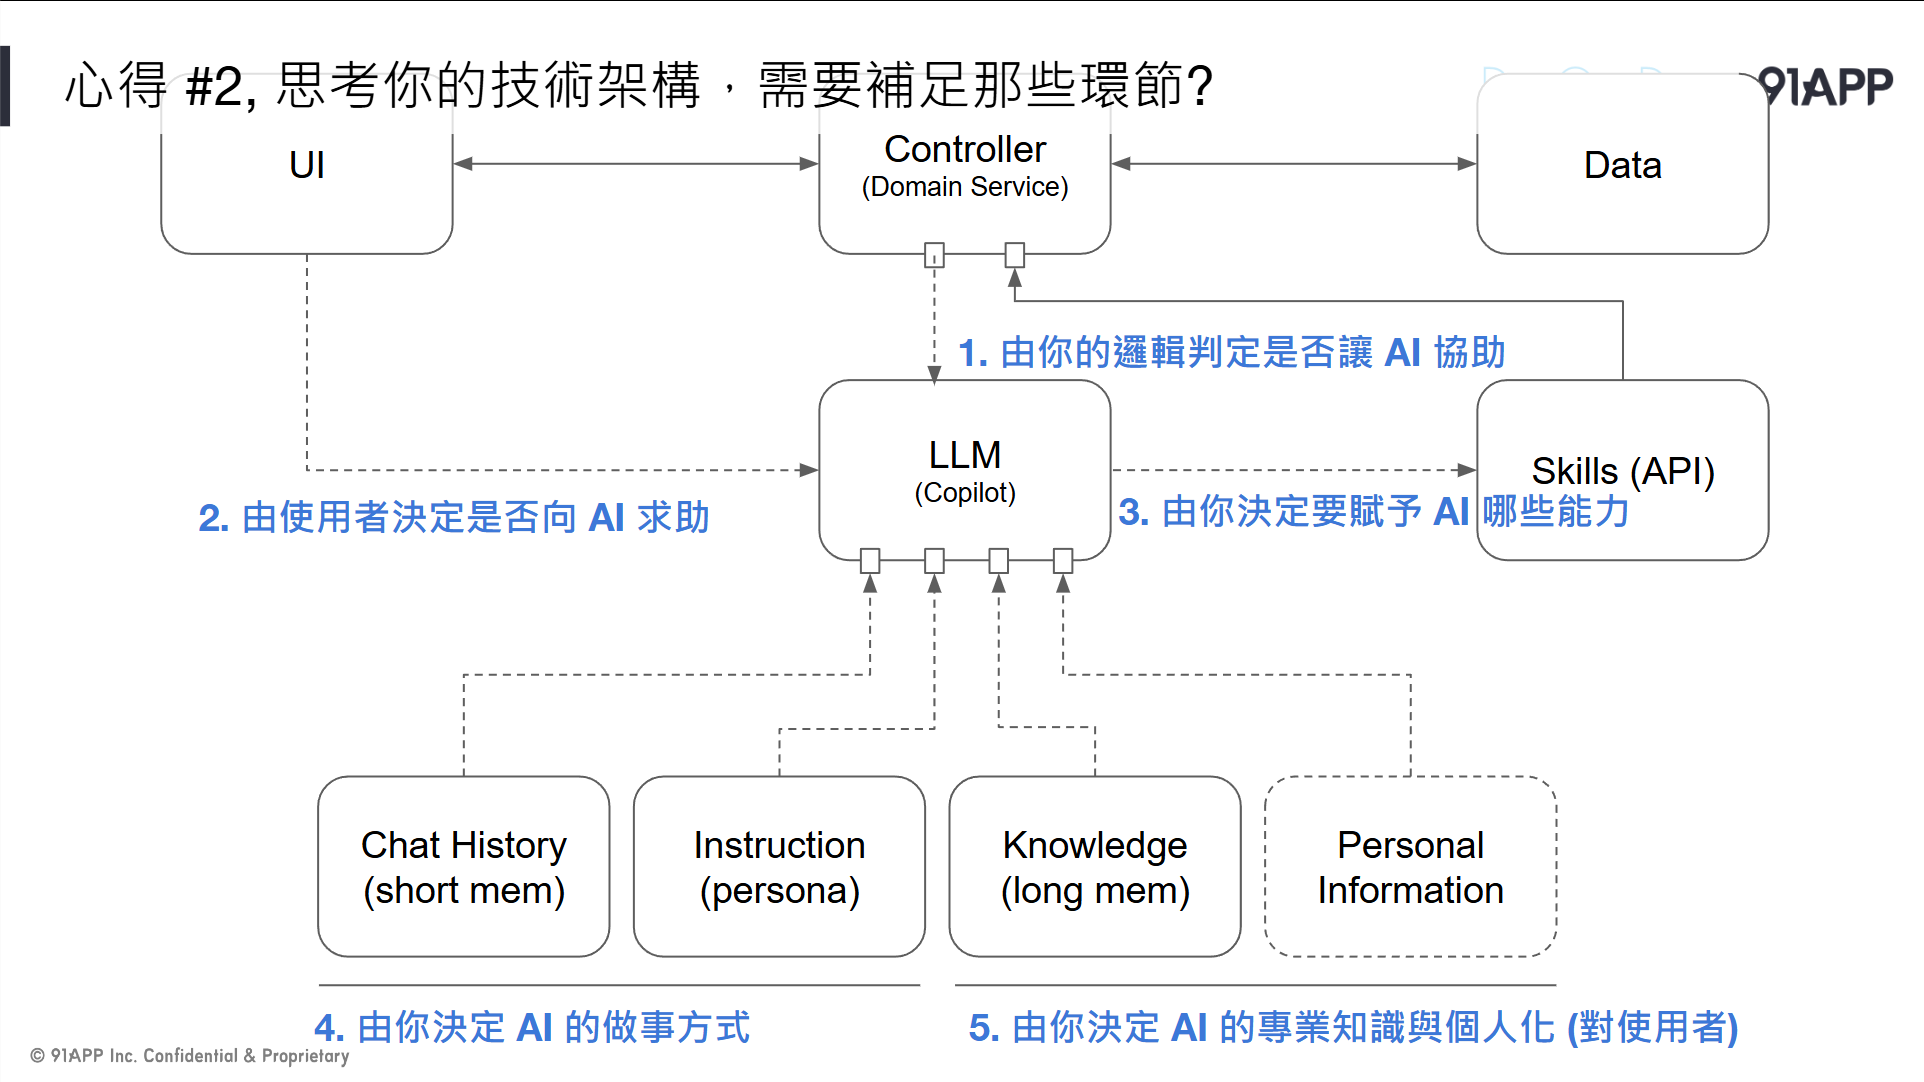 心得 #2, 思考你的技術架構，需要補足那些環節?
91APP
UI
Controller
(Domain Service)
Data
1. 由你的邏輯判定是否讓 AI 協助
LLM
(Copilot)
Skills (API)
2. 由使用者決定是否向 AI 求助
3. 由你決定要賦予 AI 哪些能力
Chat History
(short mem)
Instruction
(persona)
Knowledge
(long mem)
Personal
Information
4. 由你決定 AI 的做事方式
5. 由你決定 AI 的專業知識與個人化 (對使用者)
© 91APP Inc. Confidential & Proprietary